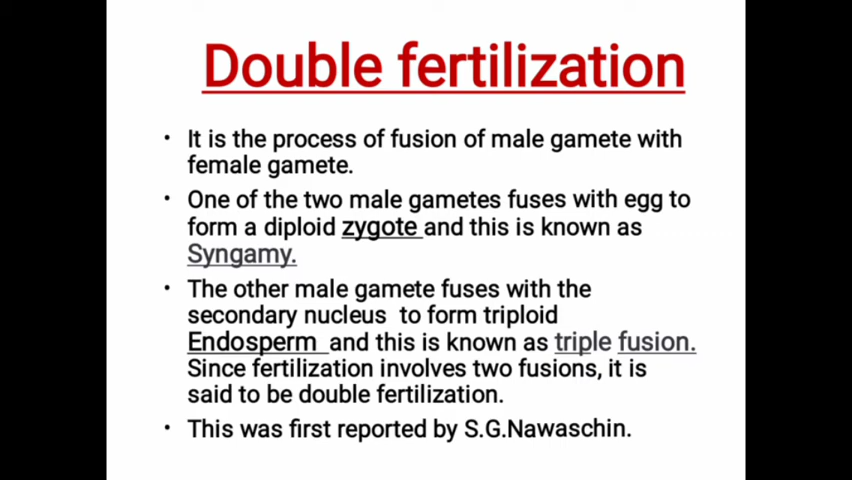 Double fertilization
• It is the process of fusion of male gamete with
female gamete.
• One of the two male gametes fuses with egg to
form a diploid zygote and this is known as
Syngamy.
• The other male gamete fuses with the
secondary nucleus to form triploid
Endosperm and this is known as triple fusion.
Since fertilization involves two fusions, it is
said to be double fertilization.
• This was first reported by S.G.Nawaschin.